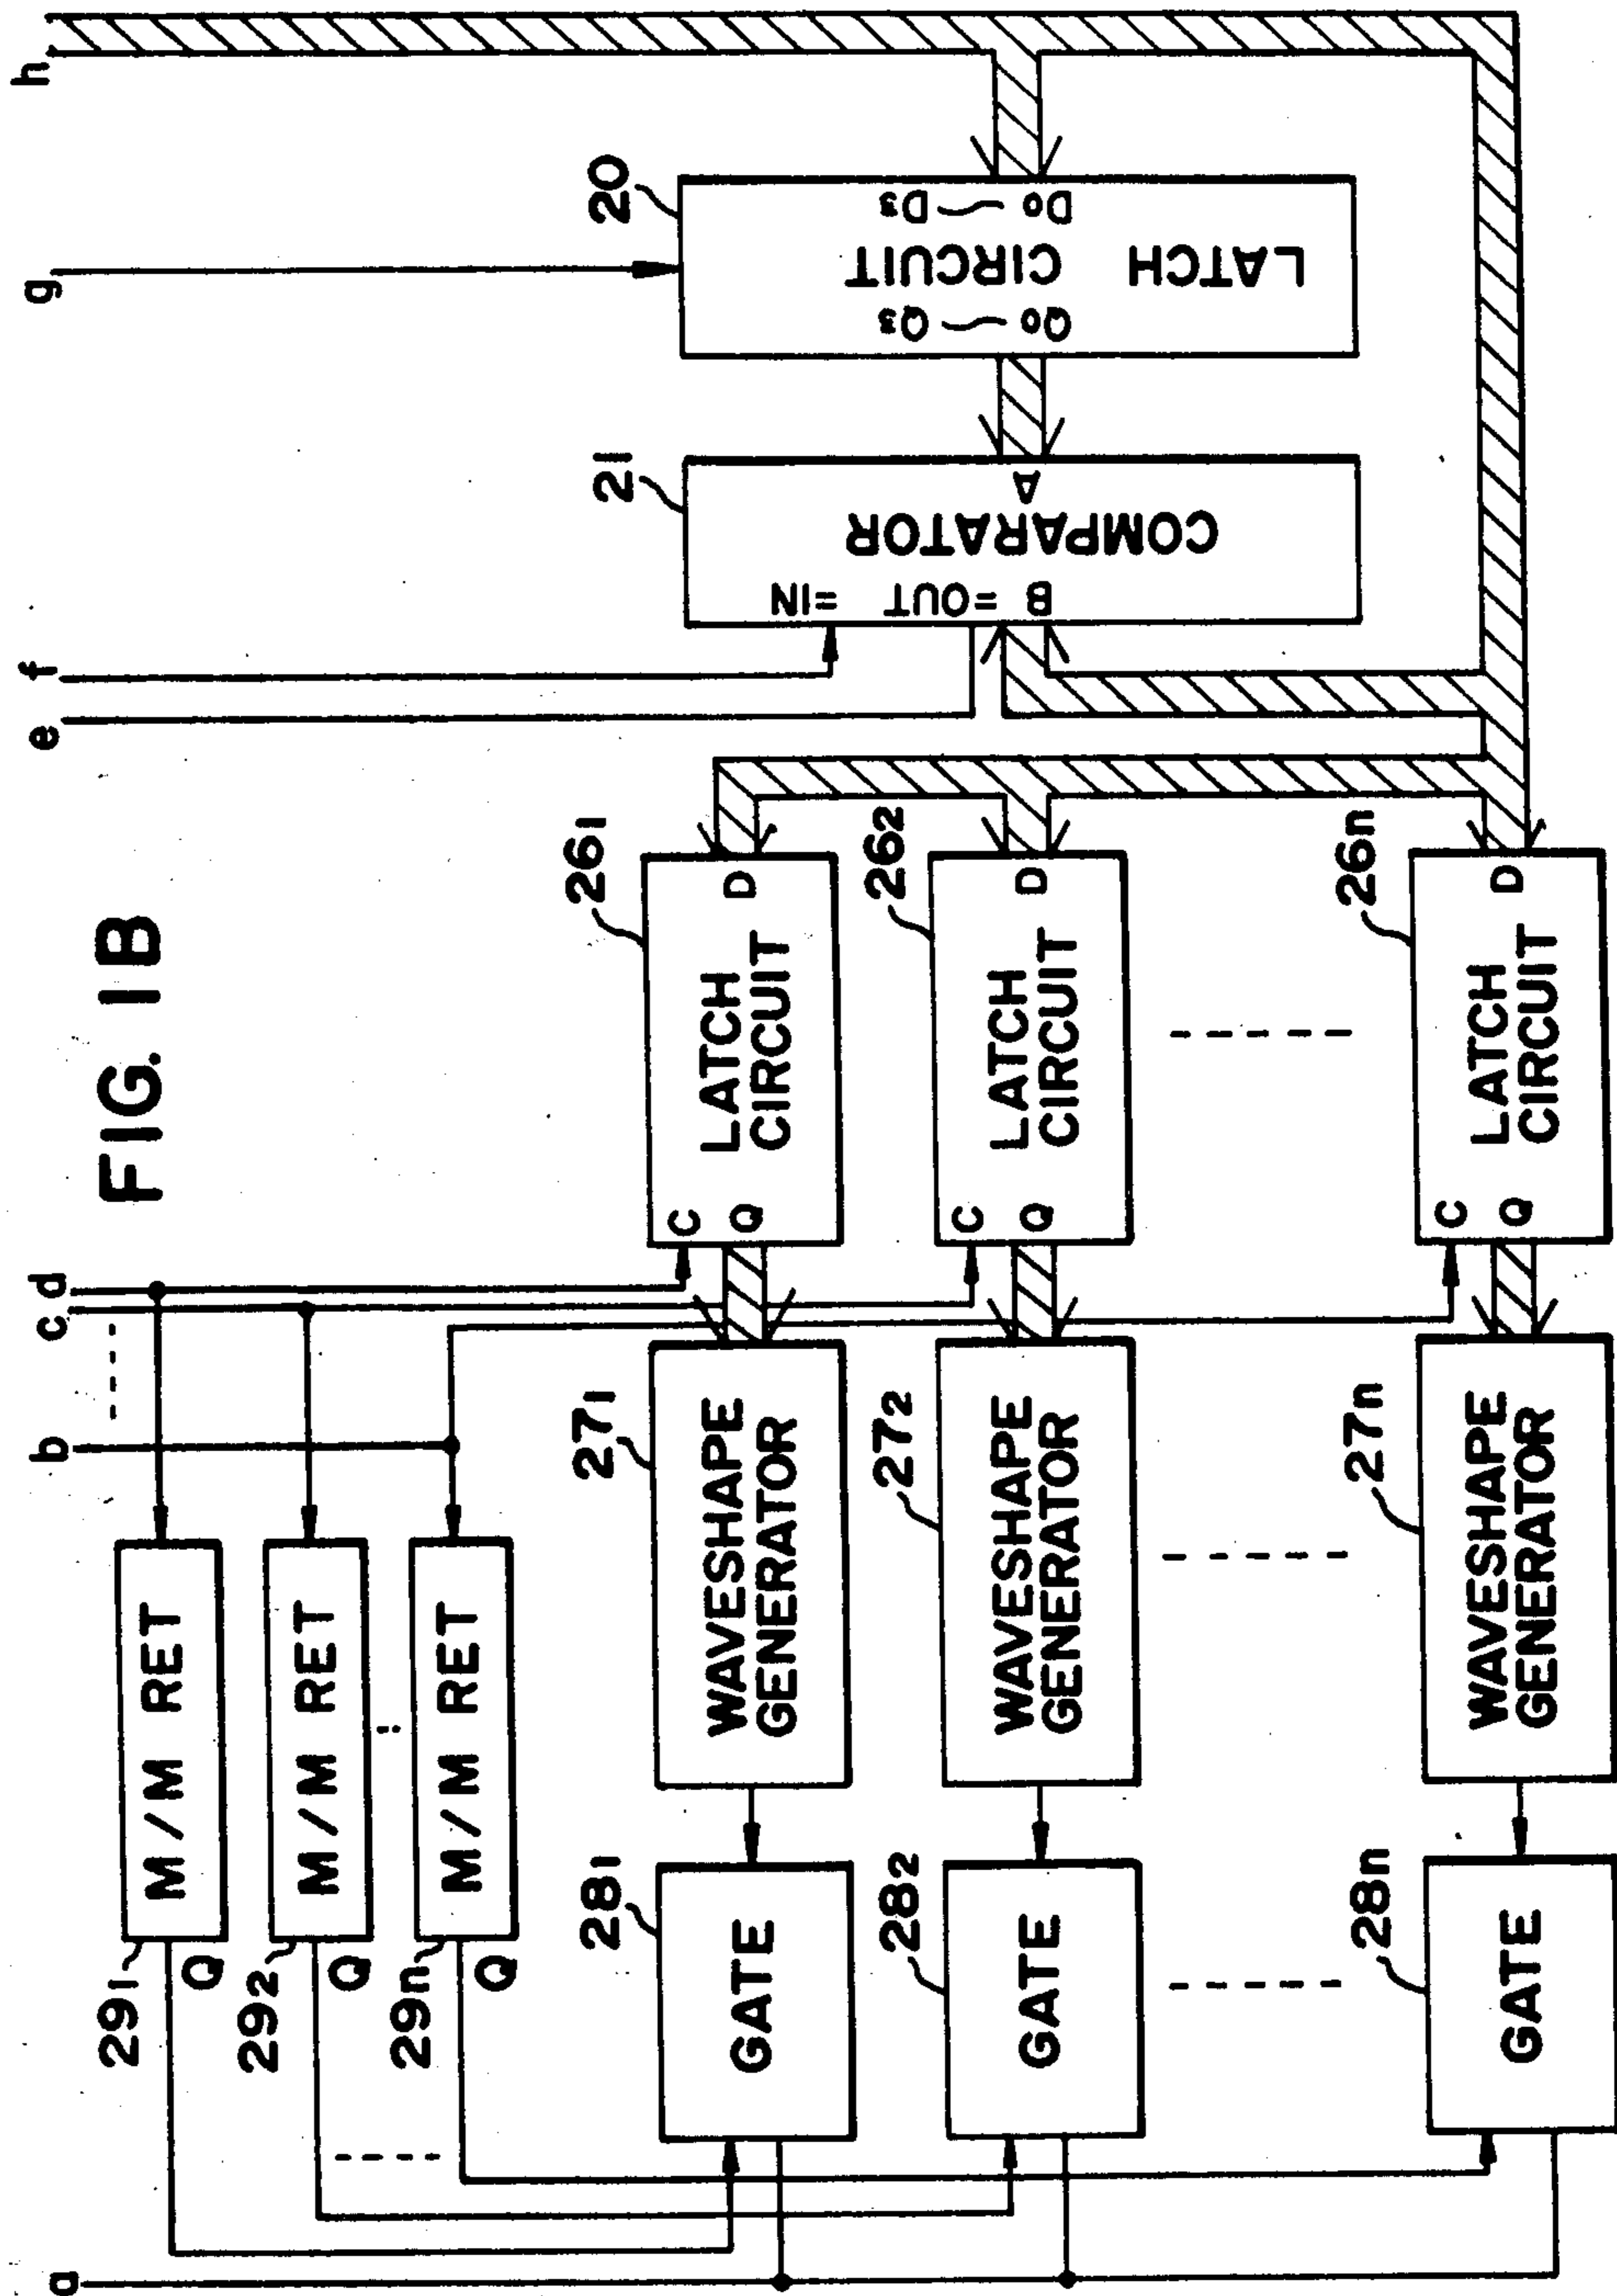 FIG. 1B
a
b
c
d
e
f
g
h
M/M RET
Q
291
M/M RET
Q
292
M/M RET
Q
29n
261
LATCH
CIRCUIT
C
Q
D
262
LATCH
CIRCUIT
C
Q
D
26n
LATCH
CIRCUIT
C
Q
D
271
WAVESHAPE
GENERATOR
272
WAVESHAPE
GENERATOR
27n
WAVESHAPE
GENERATOR
281
GATE
282
GATE
28n
GATE
21
COMPARATOR
A
B =OUT =IN
20
LATCH
CIRCUIT
D0~D3
Q0~Q3